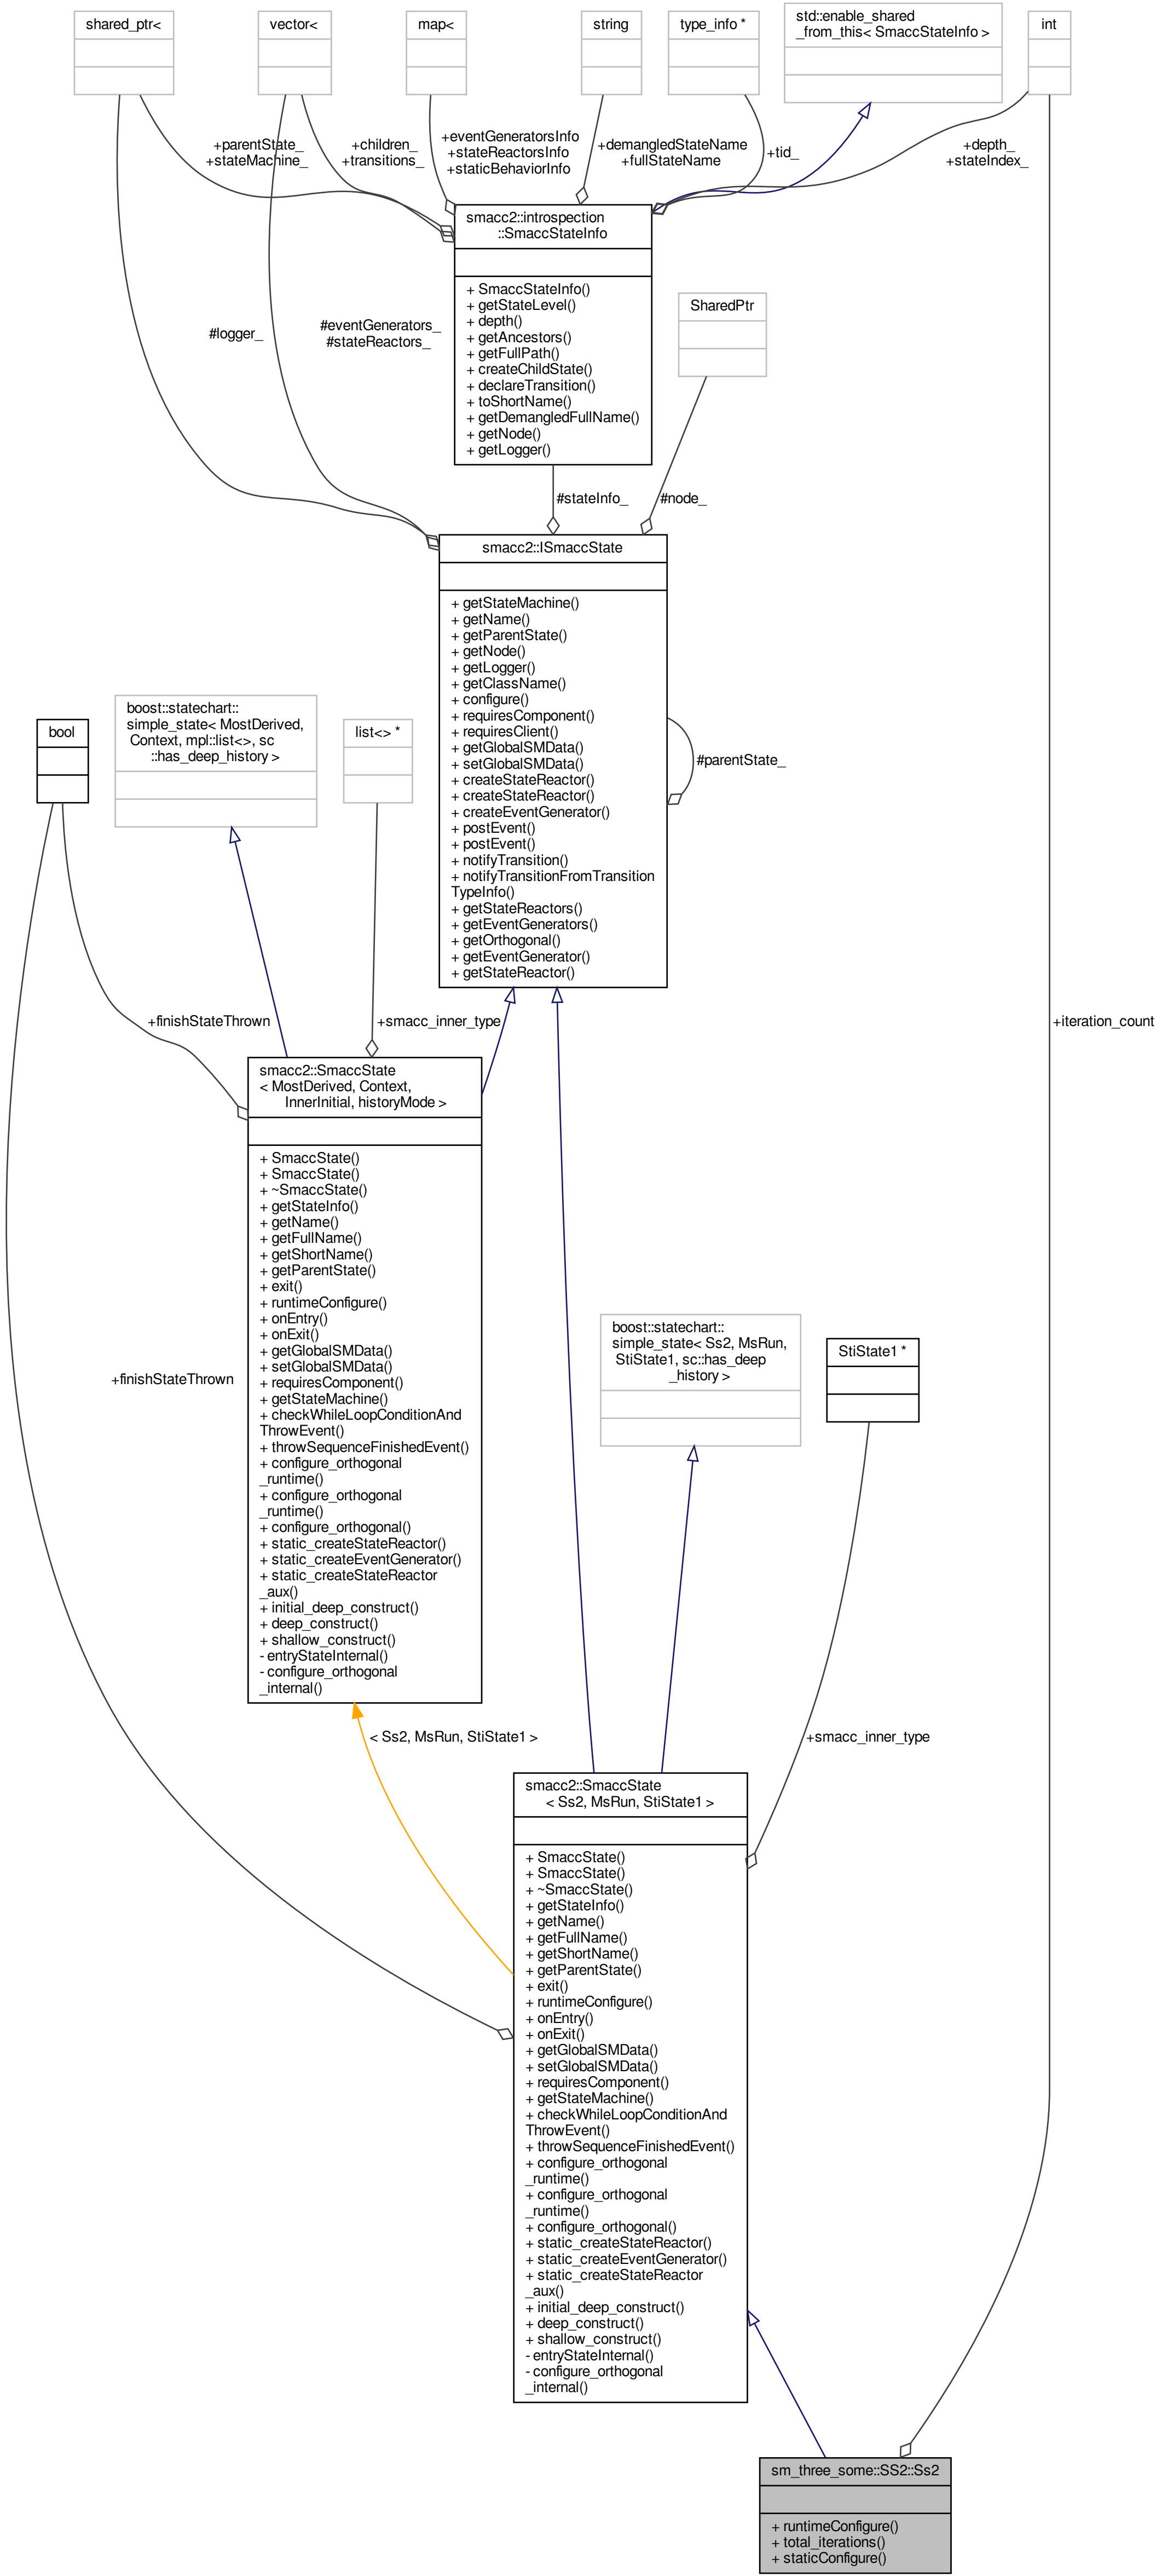 shared_ptr<
vector<
map<
string
type_info *
std::enable_shared
_from_this< SmaccStateInfo >
int
+parentState_
+stateMachine_
+children_
+transitions_
+eventGeneratorsInfo
+stateReactorsInfo
+staticBehaviorInfo
+demangledStateName
+fullStateName
+tid_
+depth_
+stateIndex_
smacc2::introspection
::SmaccStateInfo
+ SmaccStateInfo()
+ getStateLevel()
+ depth()
+ getAncestors()
+ getFullPath()
+ createChildState()
+ declareTransition()
+ toShortName()
+ getDemangledFullName()
+ getNode()
+ getLogger()
SharedPtr
#logger_
#eventGenerators_
#stateReactors_
#stateInfo_
#node_
smacc2::ISmaccState
+ getStateMachine()
+ getName()
+ getParentState()
+ getNode()
+ getLogger()
+ getClassName()
+ configure()
+ requiresComponent()
+ requiresClient()
+ getGlobalSMData()
+ setGlobalSMData()
+ createStateReactor()
+ createStateReactor()
+ createEventGenerator()
+ postEvent()
+ postEvent()
+ notifyTransition()
+ notifyTransitionFromTransition
TypeInfo()
+ getStateReactors()
+ getEventGenerators()
+ getOrthogonal()
+ getEventGenerator()
+ getStateReactor()
#parentState_
bool
boost::statechart::
simple_state< MostDerived,
Context, mpl::list<>, sc
::has_deep_history >
list<> *
+finishStateThrown
+smacc_inner_type
+iteration_count
smacc2::SmaccState
< MostDerived, Context,
InnerInitial, historyMode >
+ SmaccState()
+ SmaccState()
+ ~SmaccState()
+ getStateInfo()
+ getName()
+ getFullName()
+ getShortName()
+ getParentState()
+ exit()
+ runtimeConfigure()
+ onEntry()
+ onExit()
+ getGlobalSMData()
+ setGlobalSMData()
+ requiresComponent()
+ getStateMachine()
+ checkWhileLoopConditionAnd
ThrowEvent()
+ throwSequenceFinishedEvent()
+ configure_orthogonal
_runtime()
+ configure_orthogonal
_runtime()
+ configure_orthogonal()
+ static_createStateReactor()
+ static_createEventGenerator()
+ static_createStateReactor
_aux()
+ initial_deep_construct()
+ deep_construct()
+ shallow_construct()
- entryStateInternal()
- configure_orthogonal
_internal()
+finishStateThrown
boost::statechart::
simple_state< Ss2, MsRun,
StiState1, sc::has_deep
_history >
StiState1 *
< Ss2, MsRun, StiState1 >
+smacc_inner_type
smacc2::SmaccState
< Ss2, MsRun, StiState1 >
+ SmaccState()
+ SmaccState()
+ ~SmaccState()
+ getStateInfo()
+ getName()
+ getFullName()
+ getShortName()
+ getParentState()
+ exit()
+ runtimeConfigure()
+ onEntry()
+ onExit()
+ getGlobalSMData()
+ setGlobalSMData()
+ requiresComponent()
+ getStateMachine()
+ checkWhileLoopConditionAnd
ThrowEvent()
+ throwSequenceFinishedEvent()
+ configure_orthogonal
_runtime()
+ configure_orthogonal
_runtime()
+ configure_orthogonal()
+ static_createStateReactor()
+ static_createEventGenerator()
+ static_createStateReactor
_aux()
+ initial_deep_construct()
+ deep_construct()
+ shallow_construct()
- entryStateInternal()
- configure_orthogonal
_internal()
sm_three_some::SS2::Ss2
+ runtimeConfigure()
+ total_iterations()
+ staticConfigure()